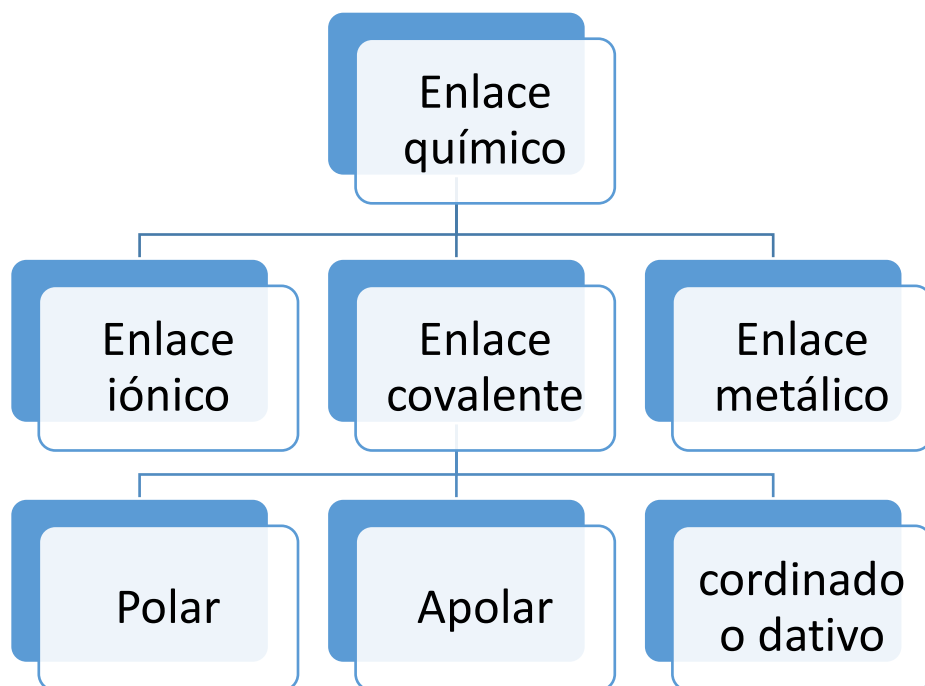 Enlace
químico
Enlace
iónico
Enlace
covalente
Enlace
metálico
Polar
Apolar
cordinado
o dativo